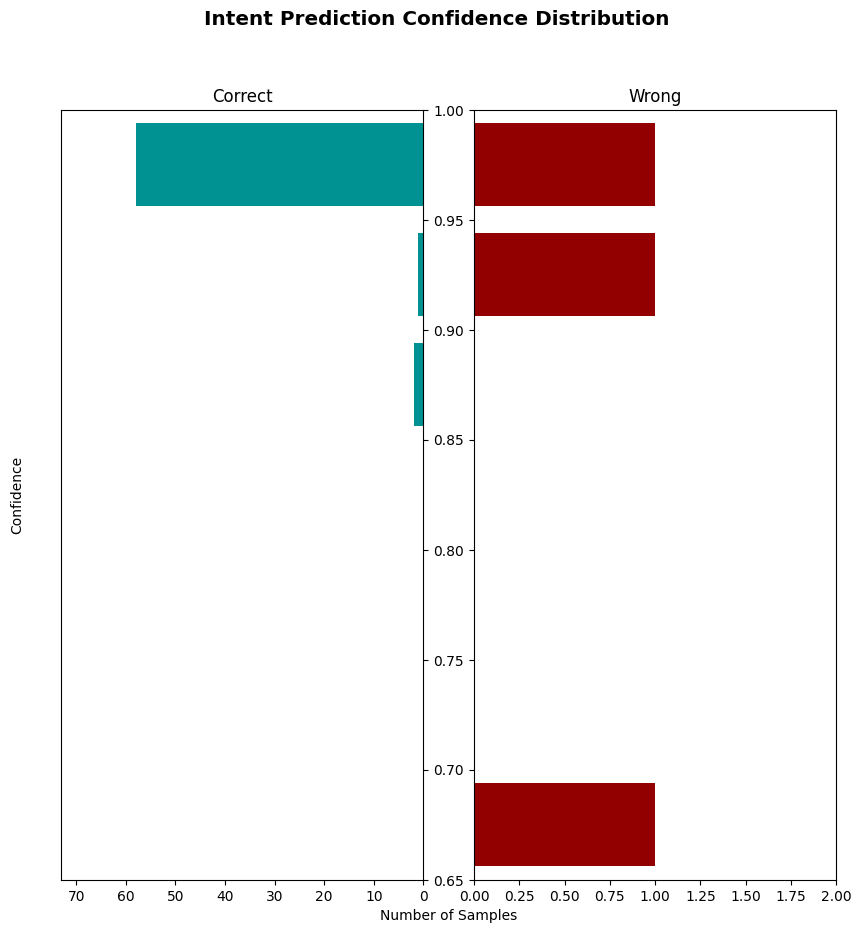 Intent Prediction Confidence Distribution
Correct
Wrong
1.00
0.95
0.90
0.85
0.80
0.75
0.70
0.65
Confidence
70 60 50 40 30 20 10 0
0.00 0.25 0.50 0.75 1.00 1.25 1.50 1.75 2.00
Number of Samples